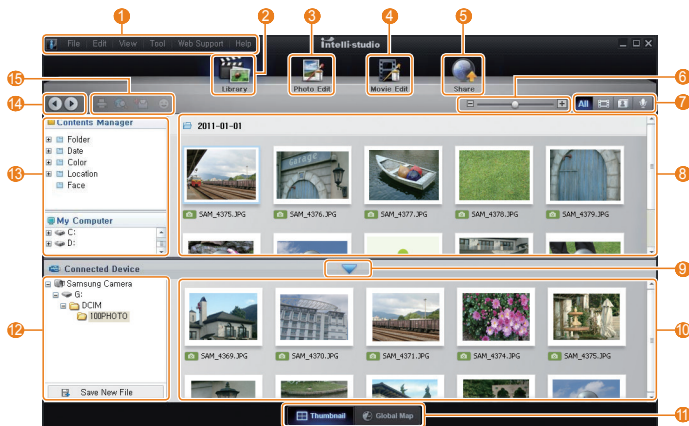 1
2
3
4
5
File Edit View Tool Web Support Help
intelli-studio
Library
Photo Edit
Movie Edit
Share
15
6
14
7
All
Contents Manager
2011-01-01
Folder
Date
Color
Location
Face
garage
13
8
SAM_4375.JPG
SAM_4376.JPG
SAM_4377.JPG
SAM_4378.JPG
SAM_4379.JPG
My Computer
C:
D:
Connected Device
9
Samsung Camera
G:
DCIM
100PHOTO
12
10
SAM_4369.JPG
SAM_4370.JPG
SAM_4371.JPG
SAM_4374.JPG
SAM_4375.JPG
Save New File
Thumbnail
Global Map
11